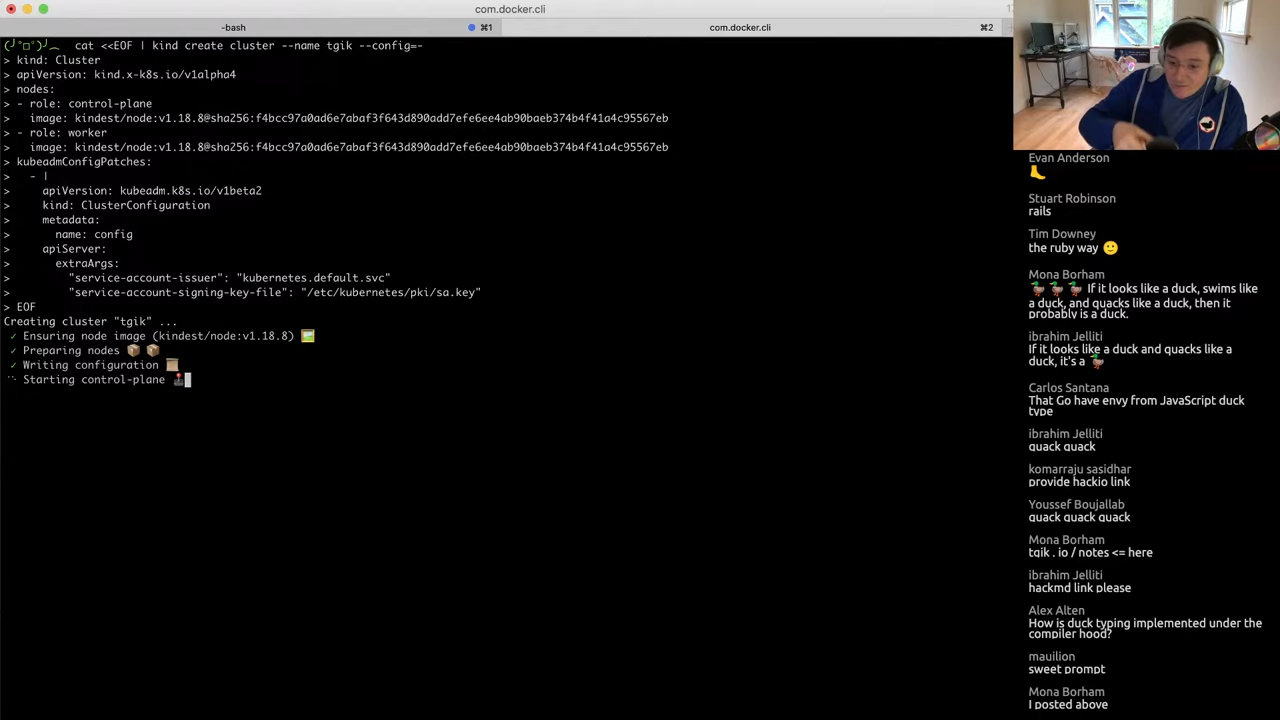 com.docker.cli
-bash
⌘1
com.docker.cli
⌘2
(╯°□°)╯︵ cat <<EOF | kind create cluster --name tgik --config=-
> kind: Cluster
> apiVersion: kind.x-k8s.io/v1alpha4
> nodes:
> - role: control-plane
>   image: kindest/node:v1.18.8@sha256:f4bcc97a0ad6e7abaf3f643d890add7efe6ee4ab90baeb374b4f41a4c95567eb
> - role: worker
>   image: kindest/node:v1.18.8@sha256:f4bcc97a0ad6e7abaf3f643d890add7efe6ee4ab90baeb374b4f41a4c95567eb
> kubeadmConfigPatches:
>   - |
>     apiVersion: kubeadm.k8s.io/v1beta2
>     kind: ClusterConfiguration
>     metadata:
>       name: config
>     apiServer:
>       extraArgs:
>         "service-account-issuer": "kubernetes.default.svc"
>         "service-account-signing-key-file": "/etc/kubernetes/pki/sa.key"
> EOF
Creating cluster "tgik" ...
✓ Ensuring node image (kindest/node:v1.18.8) 🖼
✓ Preparing nodes 📦 📦
✓ Writing configuration 📜
Starting control-plane 🕹
Evan Anderson
🦶
Stuart Robinson
rails
Tim Downey
the ruby way 🙂
Mona Borham
🦆 🦆 🦆 If it looks like a duck, swims like
a duck, and quacks like a duck, then it
probably is a duck.
ibrahim Jelliti
If it looks like a duck and quacks like a
duck, it's a 🦆
Carlos Santana
That Go have envy from JavaScript duck
type
ibrahim Jelliti
quack quack
komarraju sasidhar
provide hackio link
Youssef Boujallab
quack quack quack
Mona Borham
tgik . io / notes <= here
ibrahim Jelliti
hackmd link please
Alex Alten
How is duck typing implemented under the
compiler hood?
mauilion
sweet prompt
Mona Borham
I posted above